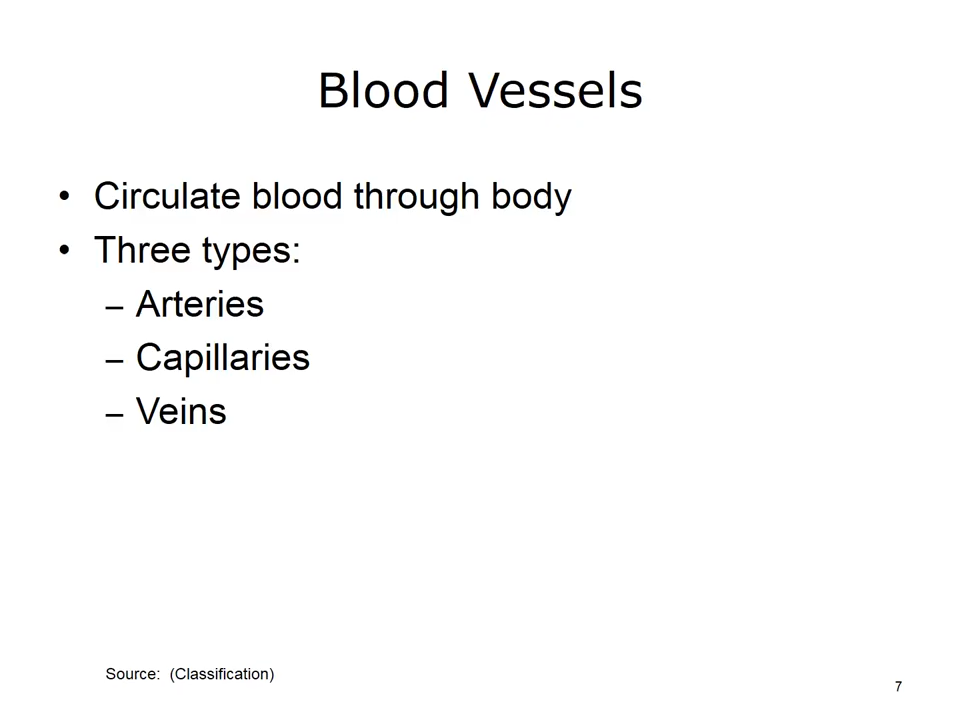 Blood Vessels
• Circulate blood through body
• Three types:
– Arteries
– Capillaries
– Veins
Source: (Classification)
7